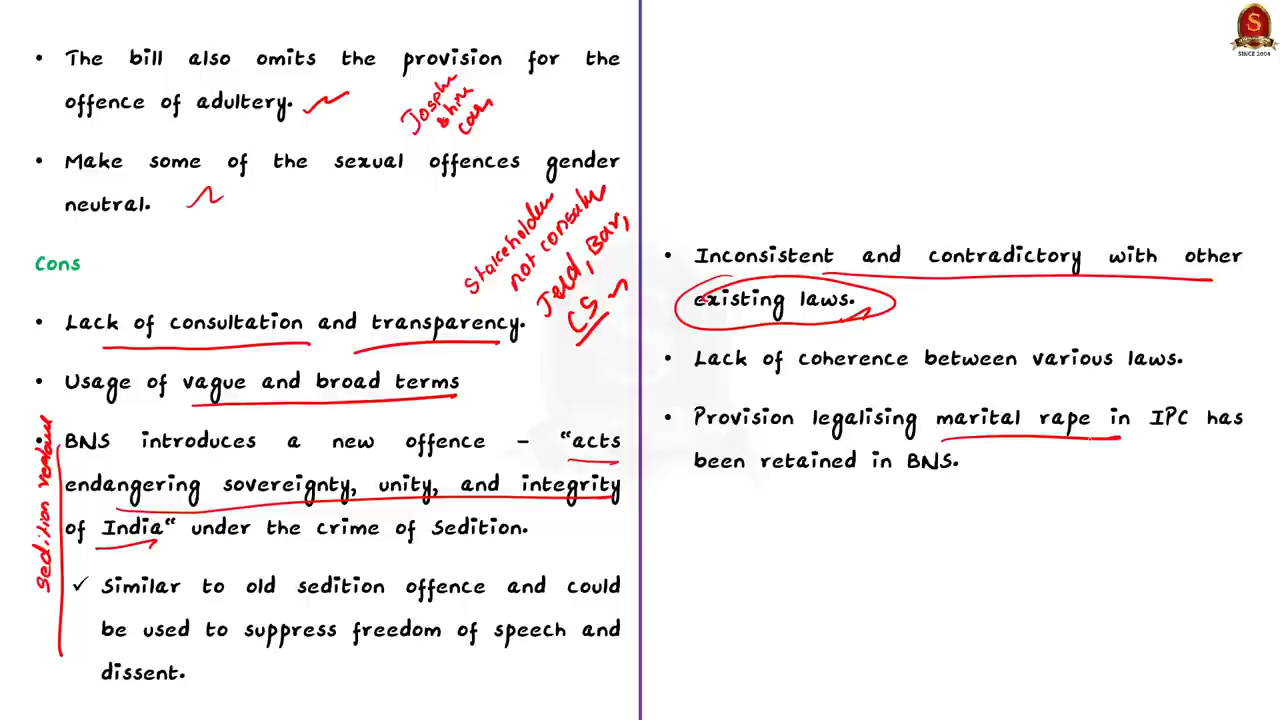 • The bill also omits the provision for the
offence of adultery.
Josph
shine
case
• Make some of the sexual offences gender
neutral.
Cons
Stakeholder
not consulte
Jud, Bar,
CS
• Lack of consultation and transparency.
• Usage of vague and broad terms
• BNS introduces a new offence – "acts
endangering sovereignty, unity, and integrity
of India" under the crime of Sedition.
Sedition
✓ Similar to old sedition offence and could
be used to suppress freedom of speech and
dissent.
S
SINCE 2004
• Inconsistent and contradictory with other
existing laws.
• Lack of coherence between various laws.
• Provision legalising marital rape in IPC has
been retained in BNS.